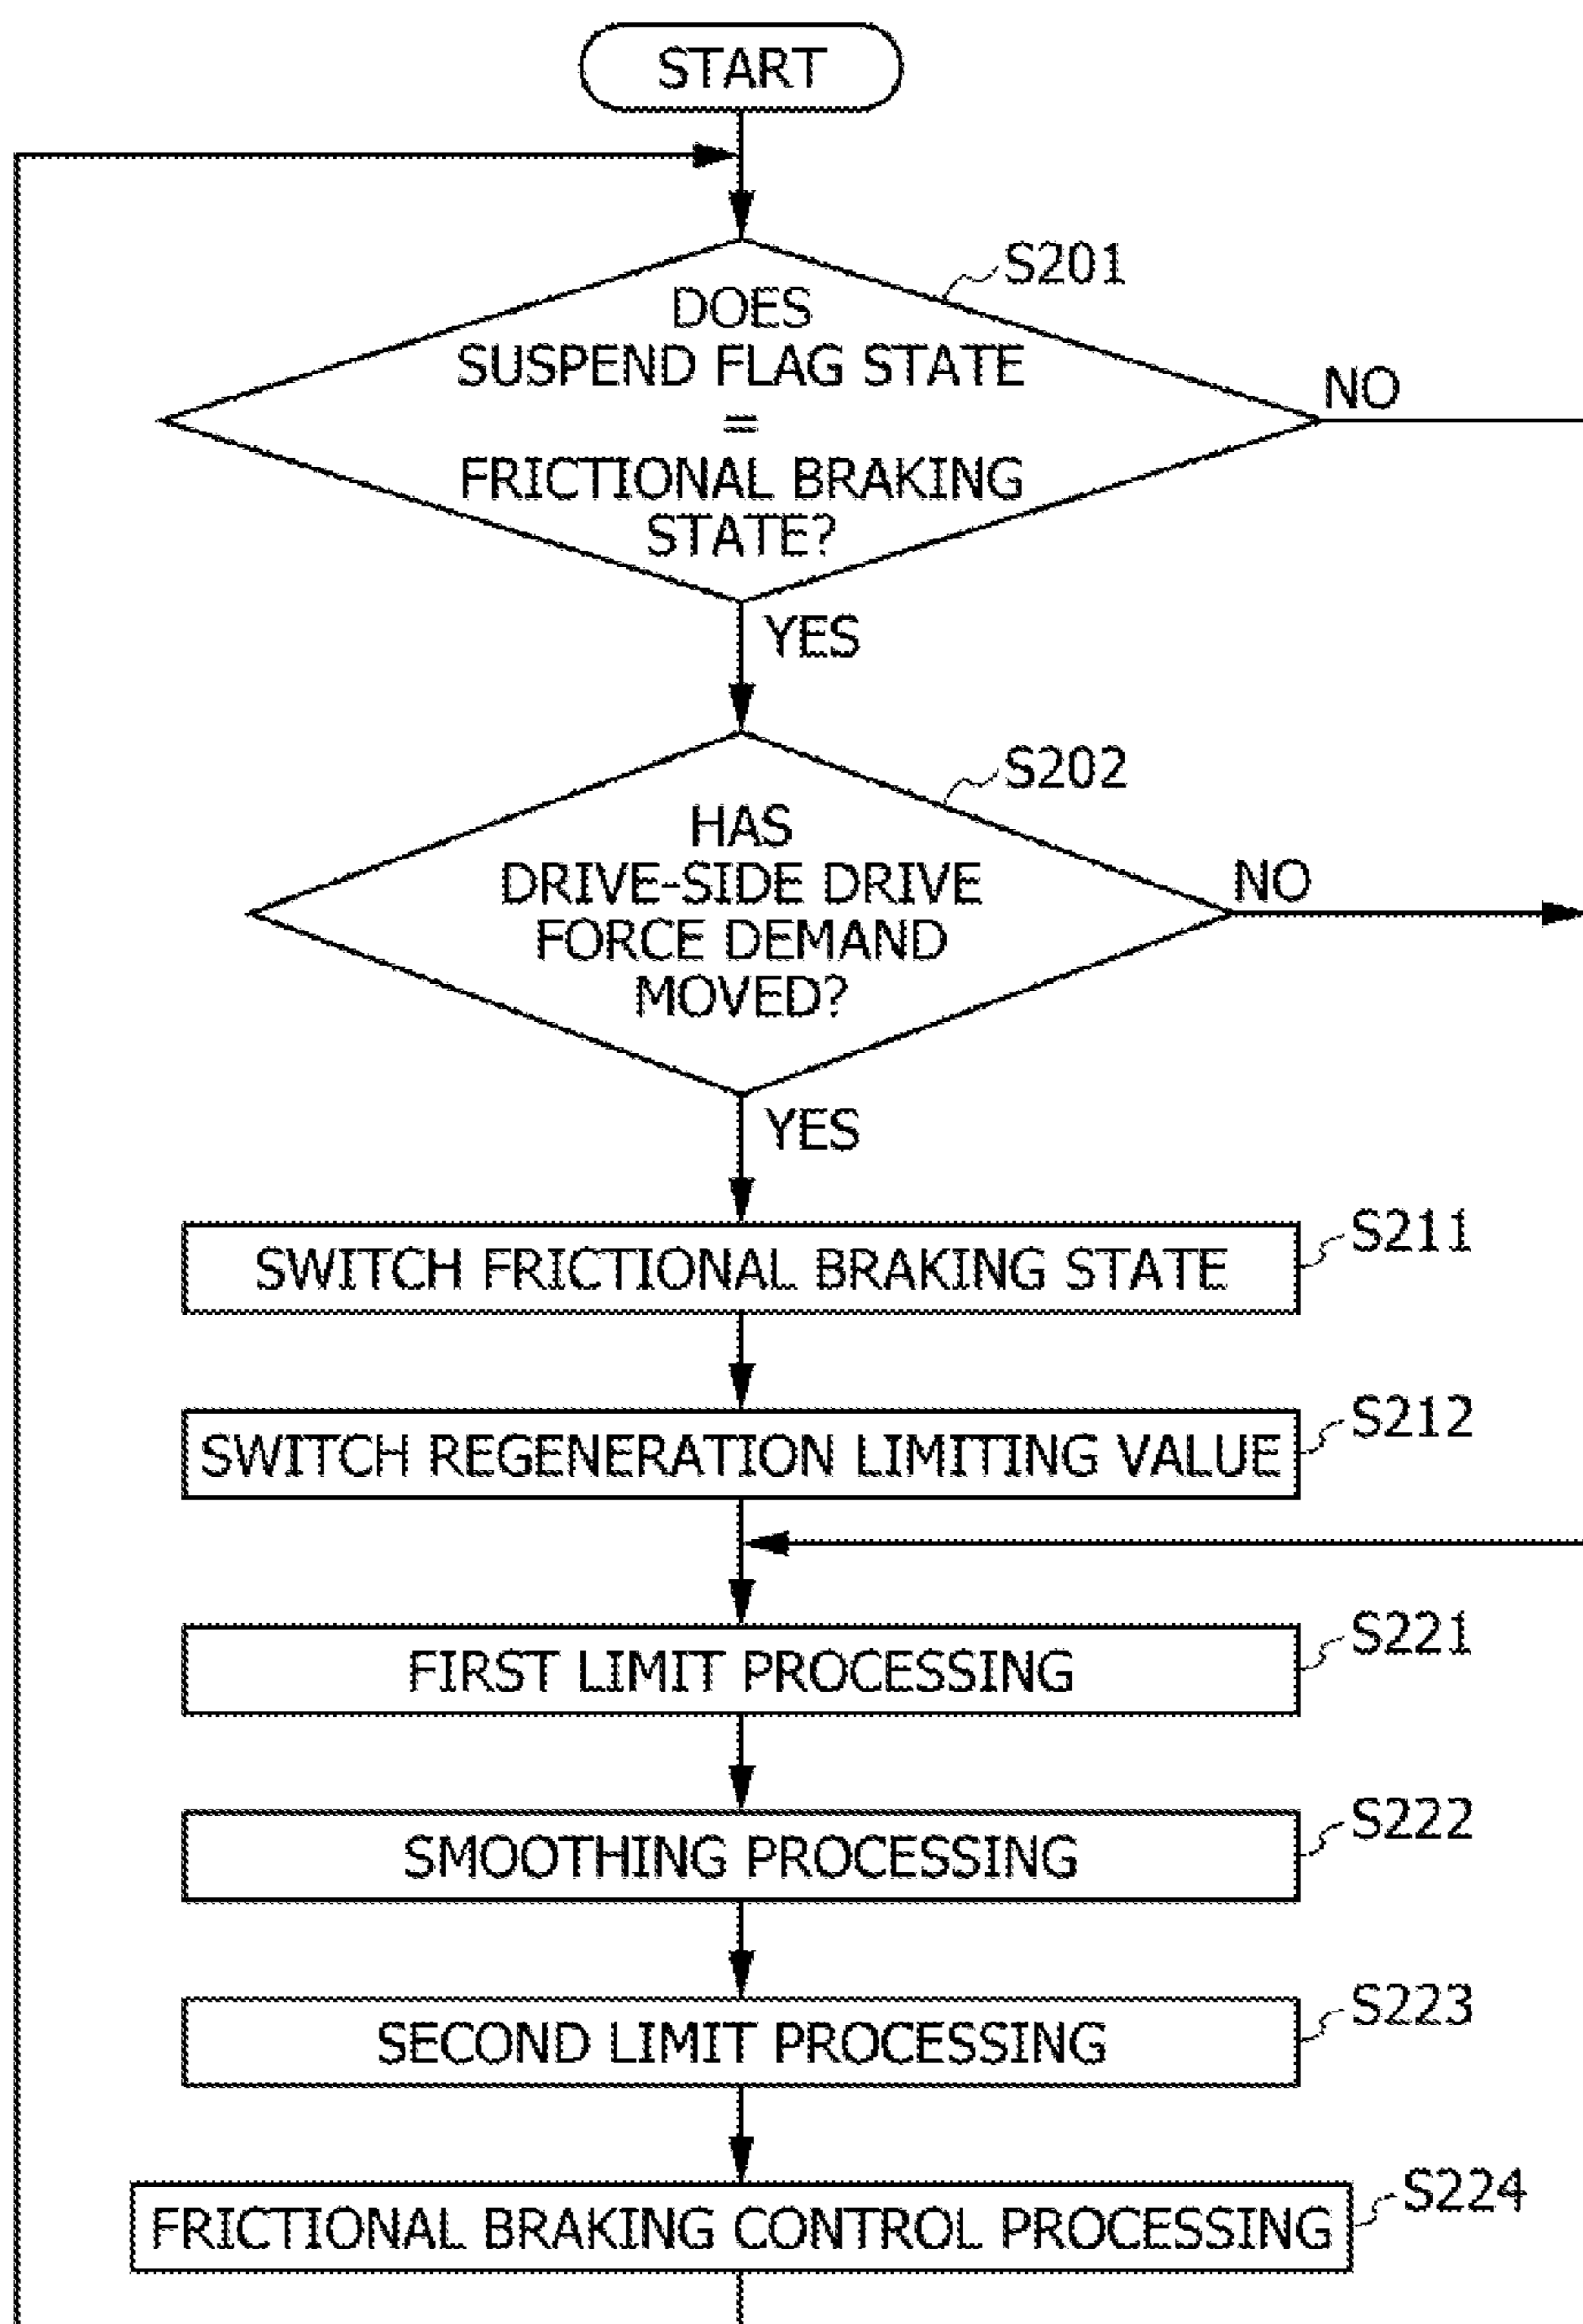 START
S201
DOES
SUSPEND FLAG STATE
=
FRICTIONAL BRAKING
STATE?
NO
YES
S202
HAS
DRIVE-SIDE DRIVE
FORCE DEMAND
MOVED?
NO
YES
SWITCH FRICTIONAL BRAKING STATE
S211
SWITCH REGENERATION LIMITING VALUE
S212
FIRST LIMIT PROCESSING
S221
SMOOTHING PROCESSING
S222
SECOND LIMIT PROCESSING
S223
FRICTIONAL BRAKING CONTROL PROCESSING
S224